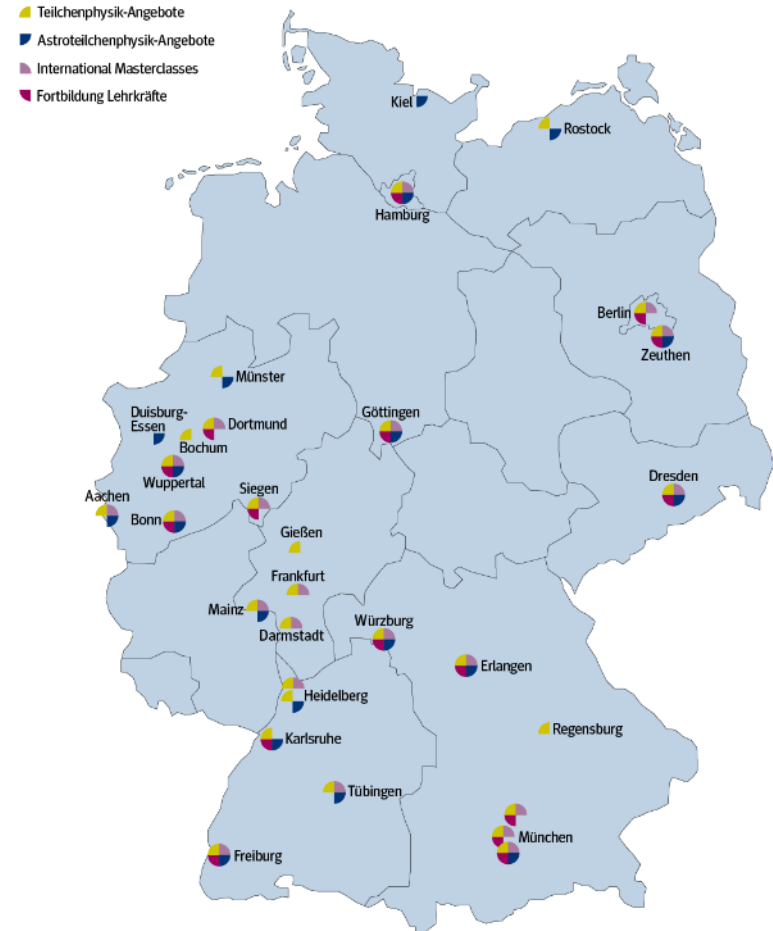 Teilchenphysik-Angebote
Astroteilchenphysik-Angebote
International Masterclasses
Fortbildung Lehrkräfte
Kiel
Rostock
Hamburg
Berlin
Zeuthen
Münster
Duisburg-
Essen
Dortmund
Bochum
Göttingen
Wuppertal
Dresden
Siegen
Aachen
Bonn
Gießen
Frankfurt
Mainz
Darmstadt
Würzburg
Erlangen
Heidelberg
Regensburg
Karlsruhe
Tübingen
München
Freiburg